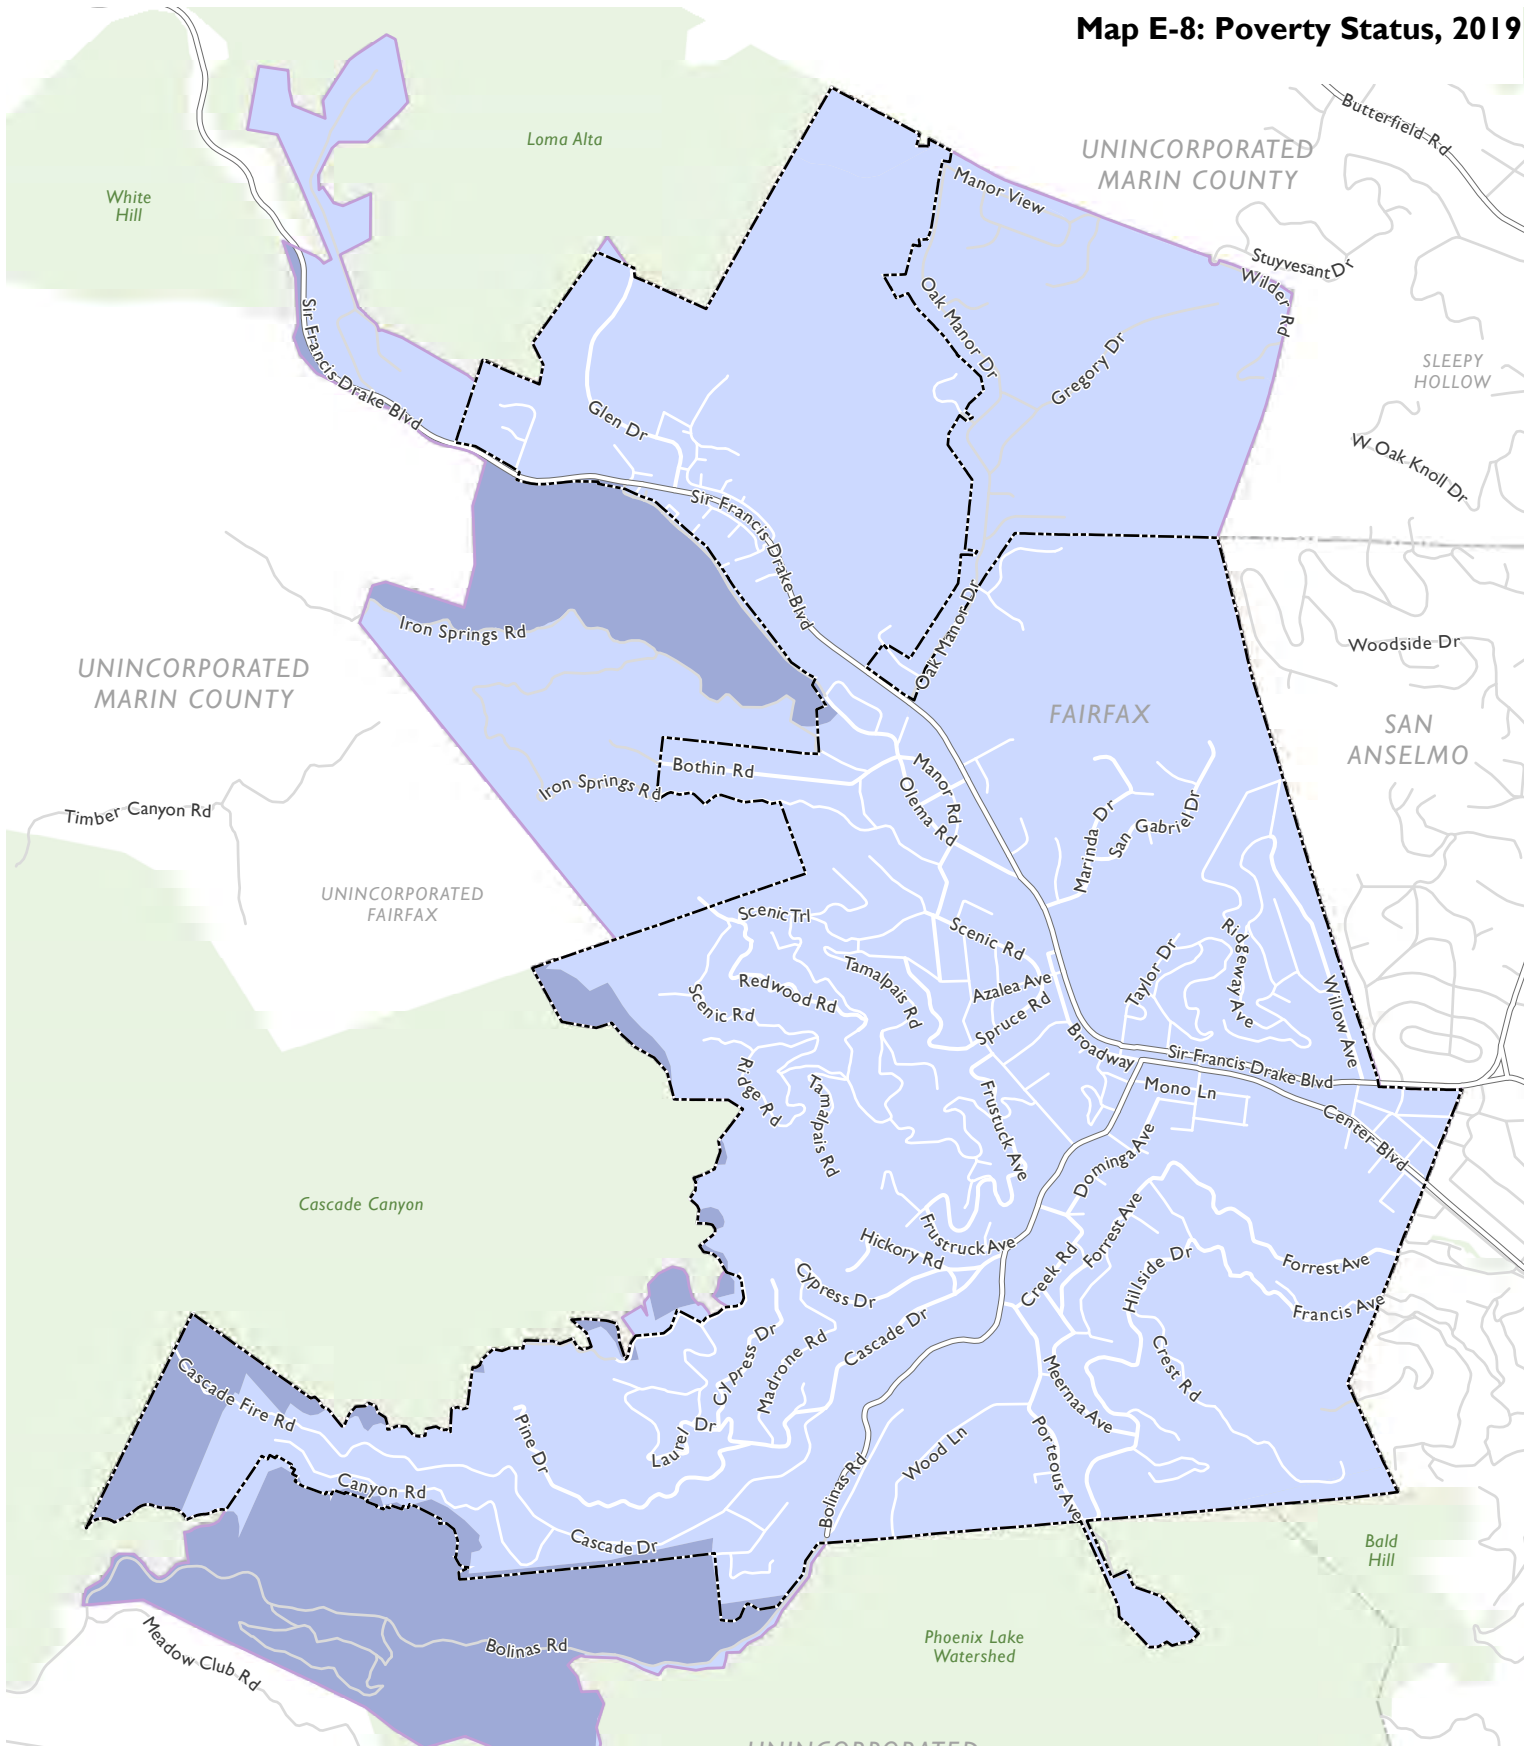 Map E-8: Poverty Status, 2019
Butterfield Rd
Loma Alta
UNINCORPORATED
MARIN COUNTY
White
Hill
Manor View
Stuyvesant Dr
Wilder Rd
Oak Manor Dr
Sir Francis Drake Blvd
Gregory Dr
SLEEPY
HOLLOW
Glen Dr
W Oak Knoll Dr
Sir Francis Drake Blvd
Iron Springs Rd
Oak Manor Dr
Woodside Dr
UNINCORPORATED
MARIN COUNTY
FAIRFAX
SAN
ANSELMO
Bothin Rd
Manor Rd
Iron Springs Rd
Olema Rd
Timber Canyon Rd
Marinda Dr
San Gabriel Dr
UNINCORPORATED
FAIRFAX
Scenic Trl
Scenic Rd
Ridgeway Ave
Taylor Dr
Tamalpais Rd
Redwood Rd
Azalea Ave
Scenic Rd
Spruce Rd
Willow Ave
Broadway
Sir Francis Drake Blvd
Ridge Rd
Tamalpais Rd
Mono Ln
Frustuck Ave
Center Blvd
Dominga Ave
Cascade Canyon
Forrest Ave
Frustruck Ave
Hickory Rd
Creek Rd
Hillside Dr
Forrest Ave
Cypress Dr
Francis Ave
Cascade Dr
Cypress Dr
Madrone Rd
Crest Rd
Cascade Fire Rd
Meernaa Ave
Pine Dr
Laurel Dr
Porteous Ave
Wood Ln
Bolinas Rd
Canyon Rd
Cascade Dr
Bald
Hill
Meadow Club Rd
Bolinas Rd
Phoenix Lake
Watershed
UNINCORPORATED